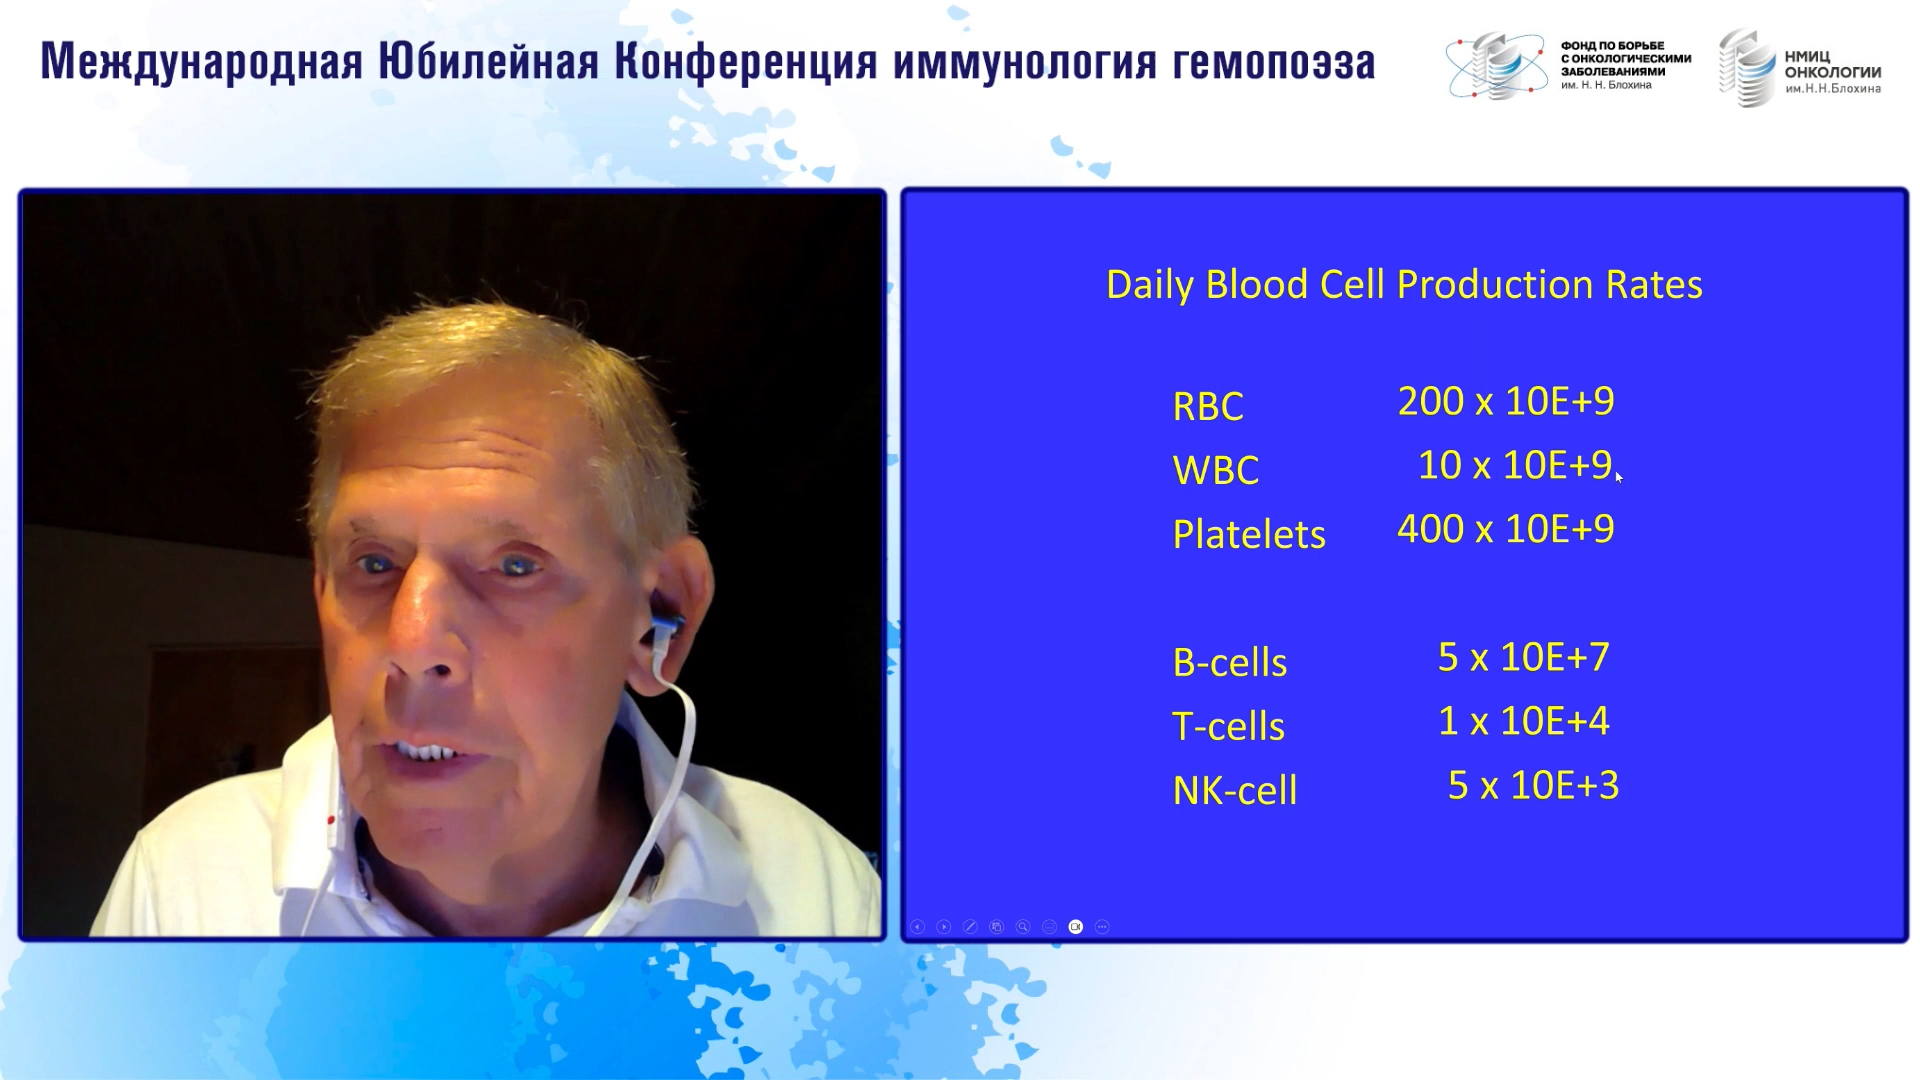 Международная Юбилейная Конференция иммунология гемопоэза
ФОНД ПО БОРЬБЕ
С ОНКОЛОГИЧЕСКИМИ
ЗАБОЛЕВАНИЯМИ
им. Н. Н. Блохина
НМИЦ
ОНКОЛОГИИ
им.Н.Н.Блохина
Daily Blood Cell Production Rates
RBC 200 x 10E+9
WBC 10 x 10E+9
Platelets 400 x 10E+9
B-cells 5 x 10E+7
T-cells 1 x 10E+4
NK-cell 5 x 10E+3